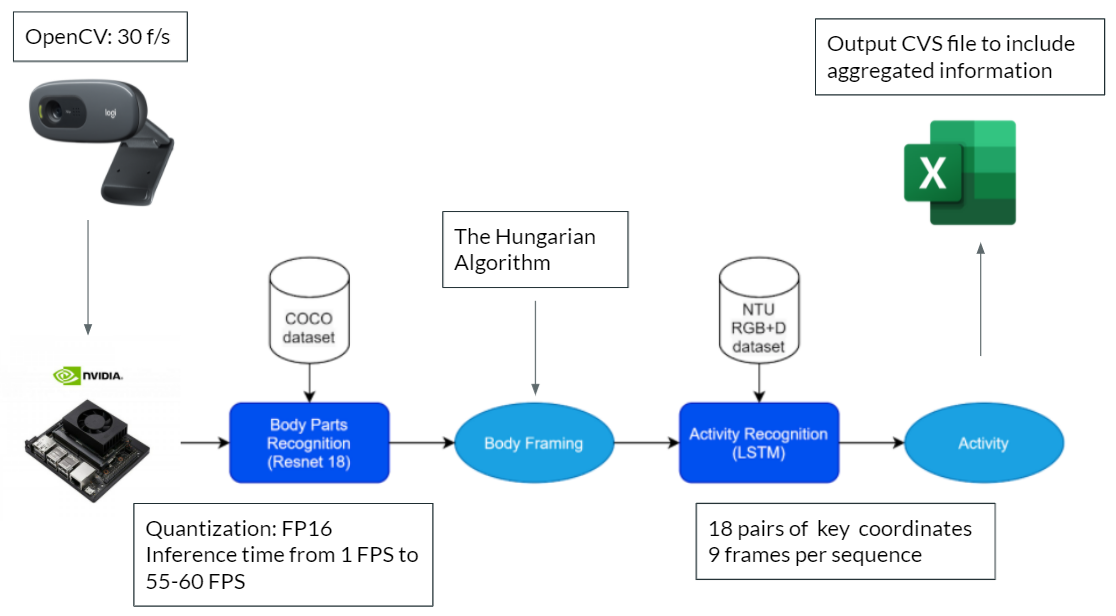 OpenCV: 30 f/s
logi
Output CVS file to include
aggregated information
X
The Hungarian
Algorithm
COCO
dataset
NTU
RGB+D
dataset
NVIDIA.
Body Parts
Recognition
(Resnet 18)
Body Framing
Activity Recognition
(LSTM)
Activity
Quantization: FP16
Inference time from 1 FPS to
55-60 FPS
18 pairs of key coordinates
9 frames per sequence